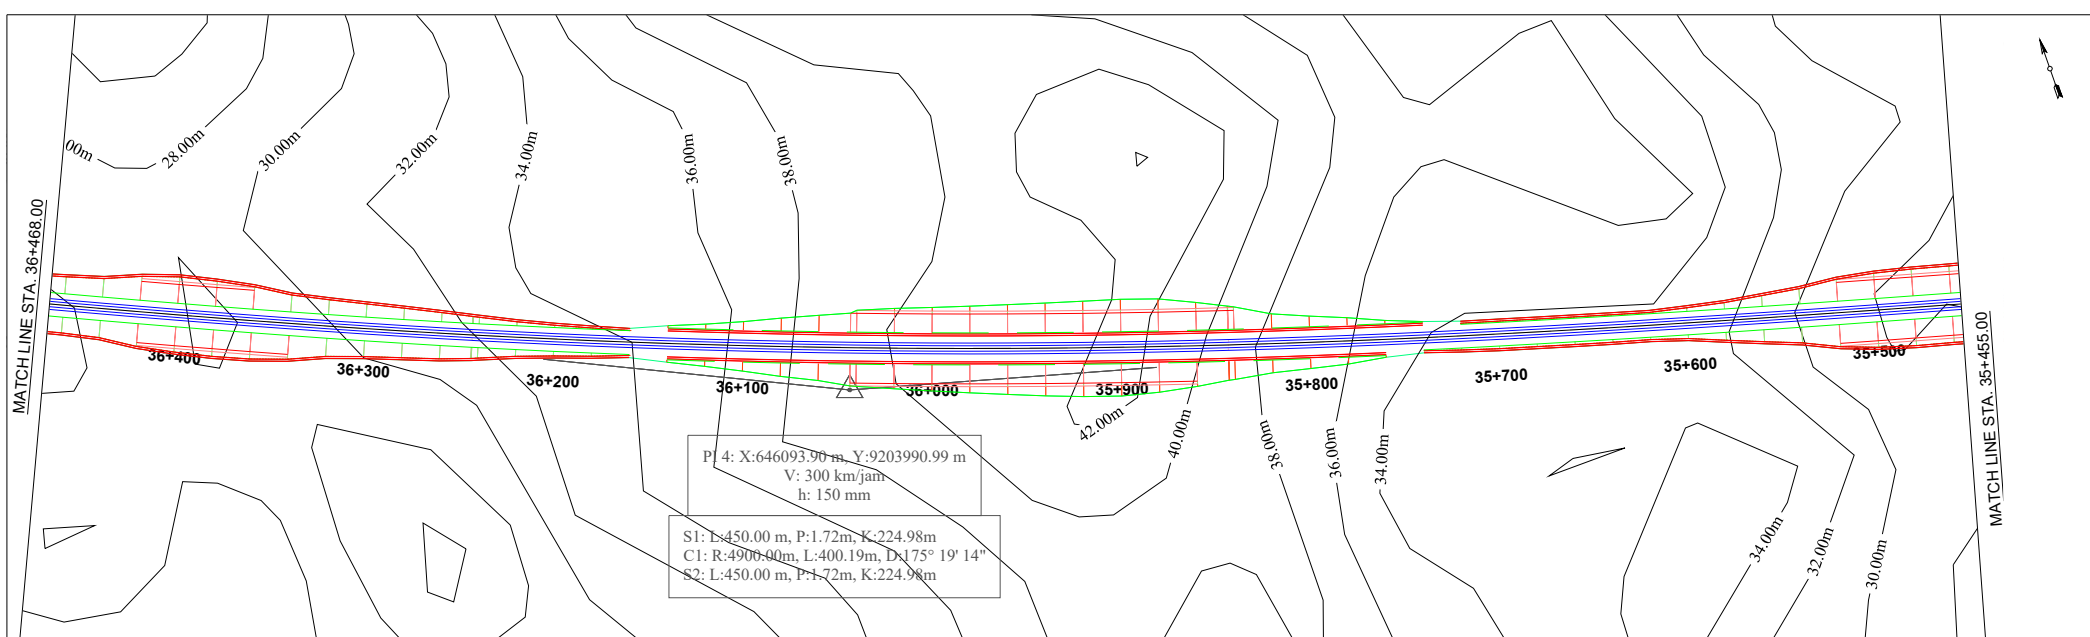 00m
28.00m
30.00m
32.00m
34.00m
36.00m
38.00m
MATCH LINE STA. 36+468.00
36+400
36+300
36+200
36+100
36+000
35+900
35+800
35+700
35+600
35+500
MATCH LINE STA. 35+455.00
42.00m
40.00m
38.00m
36.00m
34.00m
34.00m
32.00m
30.00m
PI 4: X:646093.90 m, Y:9203990.99 m
V: 300 km/jam
h: 150 mm
S1: L:450.00 m, P:1.72m, K:224.98m
C1: R:4900.00m, L:400.19m, D:175° 19' 14"
S2: L:450.00 m, P:1.72m, K:224.98m